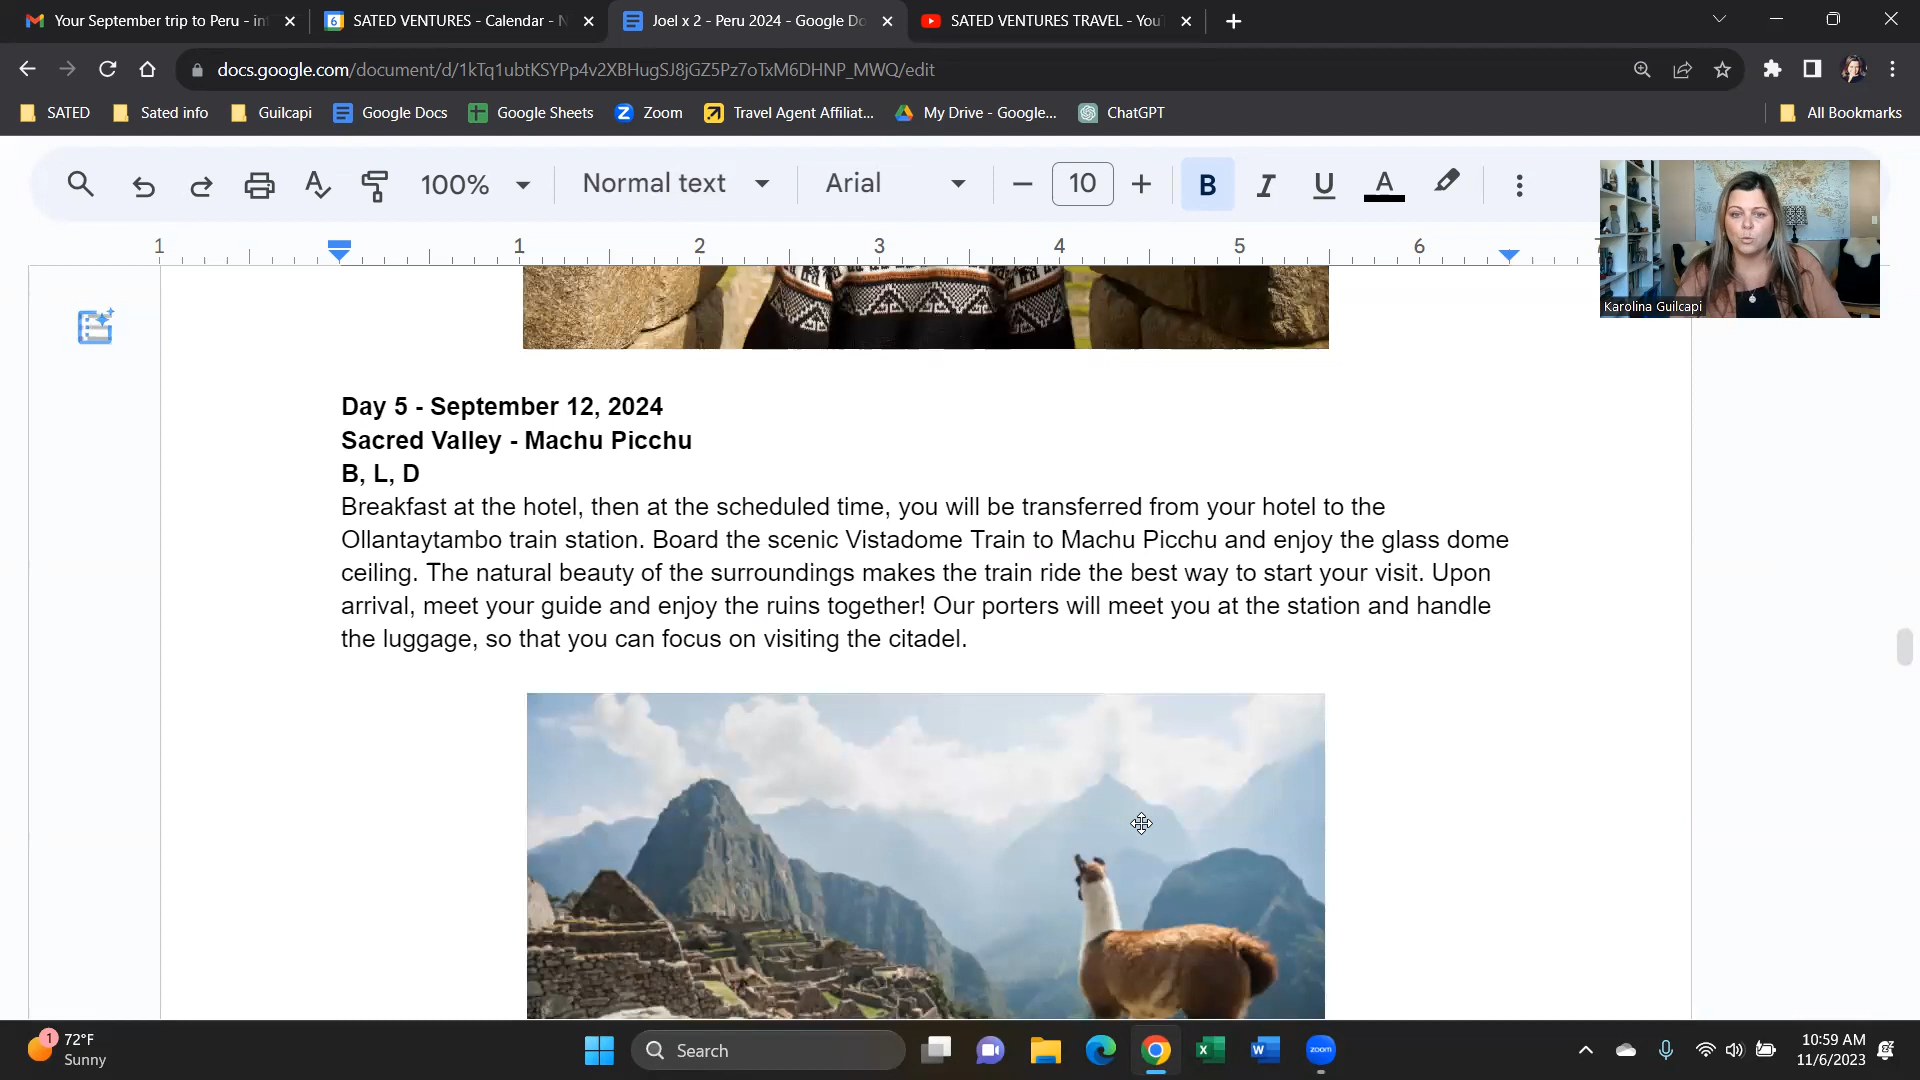 Your September trip to Peru - in
SATED VENTURES - Calendar - N
Joel x 2 - Peru 2024 - Google Do
SATED VENTURES TRAVEL - You
docs.google.com/document/d/1kTq1ubtKSYPp4v2XBHugSJ8jGZ5Pz7oTxM6DHNP_MWQ/edit
SATED
Sated info
Guilcapi
Google Docs
Google Sheets
Zoom
Travel Agent Affiliat...
My Drive - Google...
ChatGPT
All Bookmarks
100%
Normal text
Arial
10
B
I
U
A
1 1 2 3 4 5 6 7
Karolina Guilcapi
Day 5 - September 12, 2024
Sacred Valley - Machu Picchu
B, L, D
Breakfast at the hotel, then at the scheduled time, you will be transferred from your hotel to the
Ollantaytambo train station. Board the scenic Vistadome Train to Machu Picchu and enjoy the glass dome
ceiling. The natural beauty of the surroundings makes the train ride the best way to start your visit. Upon
arrival, meet your guide and enjoy the ruins together! Our porters will meet you at the station and handle
the luggage, so that you can focus on visiting the citadel.
1
72°F
Sunny
Search
zoom
10:59 AM
11/6/2023